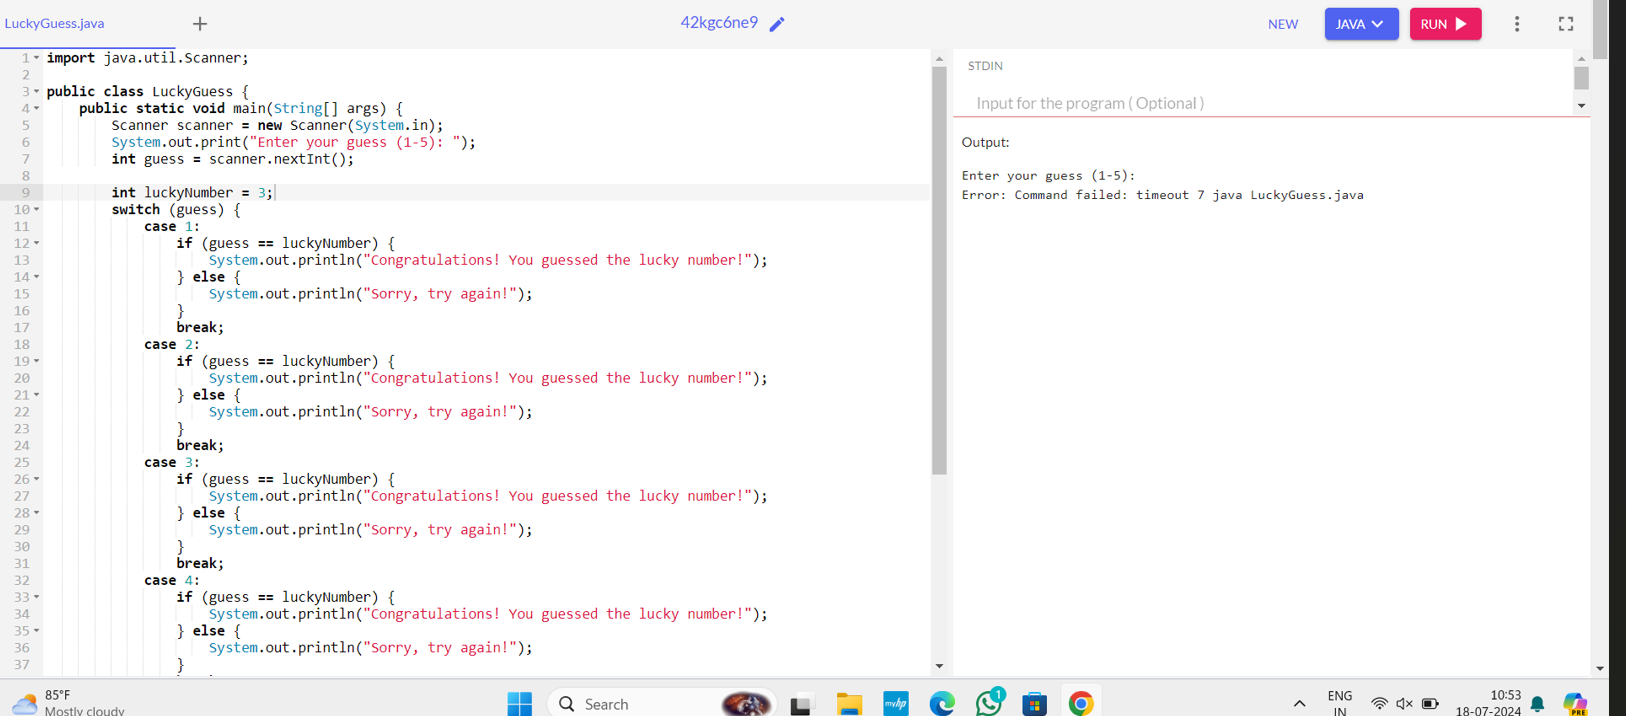 LuckyGuess.java
42kgc6ne9
NEW
JAVA
RUN
1 import java.util.Scanner;
2
3 public class LuckyGuess {
4 public static void main(String[] args) {
5 Scanner scanner = new Scanner(System.in);
6 System.out.print("Enter your guess (1-5): ");
7 int guess = scanner.nextInt();
8
9 int luckyNumber = 3;
10 switch (guess) {
11 case 1:
12 if (guess == luckyNumber) {
13 System.out.println("Congratulations! You guessed the lucky number!");
14 } else {
15 System.out.println("Sorry, try again!");
16 }
17 break;
18 case 2:
19 if (guess == luckyNumber) {
20 System.out.println("Congratulations! You guessed the lucky number!");
21 } else {
22 System.out.println("Sorry, try again!");
23 }
24 break;
25 case 3:
26 if (guess == luckyNumber) {
27 System.out.println("Congratulations! You guessed the lucky number!");
28 } else {
29 System.out.println("Sorry, try again!");
30 }
31 break;
32 case 4:
33 if (guess == luckyNumber) {
34 System.out.println("Congratulations! You guessed the lucky number!");
35 } else {
36 System.out.println("Sorry, try again!");
37 }
STDIN
Input for the program ( Optional )
Output:
Enter your guess (1-5):
Error: Command failed: timeout 7 java LuckyGuess.java
85°F
Mostly cloudy
Search
myhp
1
ENG
IN
10:53
18-07-2024
PRE